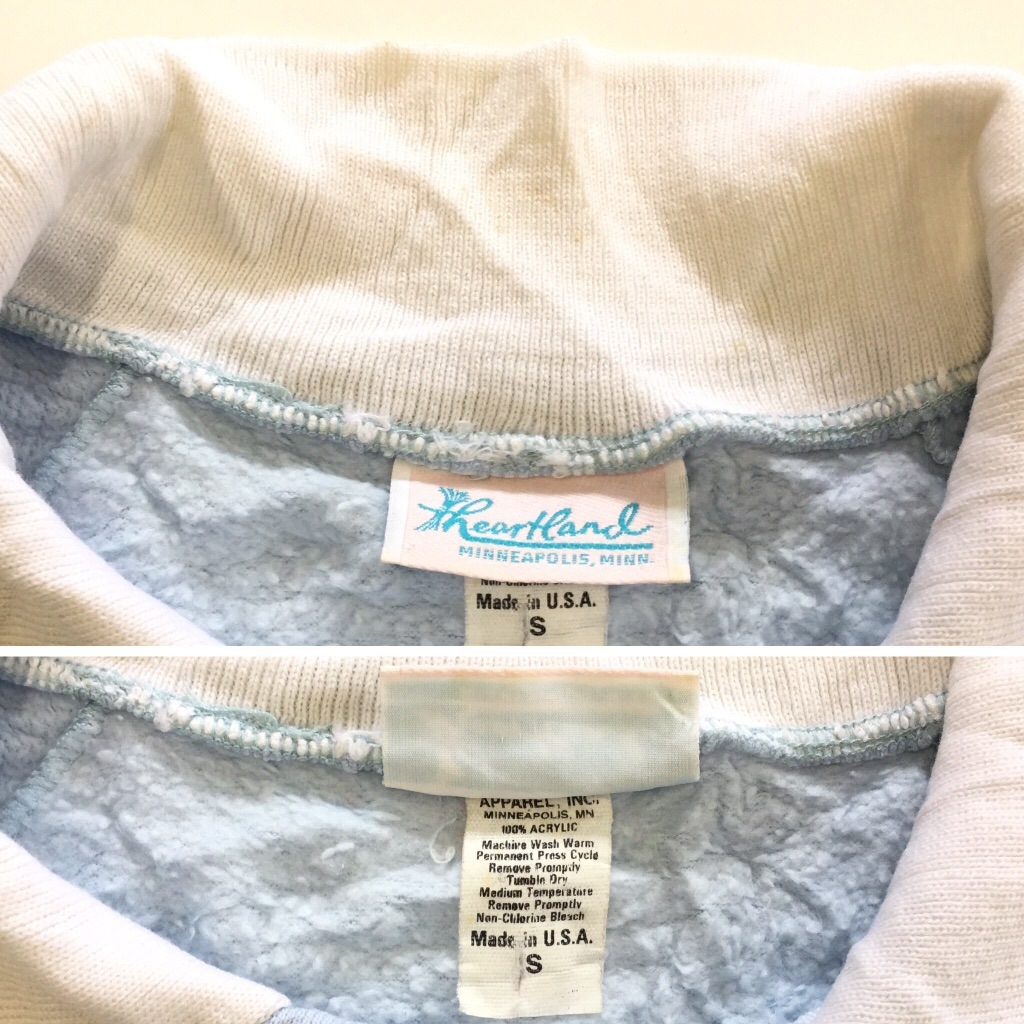 heartland
MINNEAPOLIS, MINN.
Made in U.S.A.
S
APPAREL, INC.
MINNEAPOLIS, MN
100% ACRYLIC
Machine Wash Warm
Permanent Press Cycle
Remove Promptly
Tumble Dry
Medium Temperature
Remove Promptly
Non-Chlorine Bleach
Made in U.S.A.
S